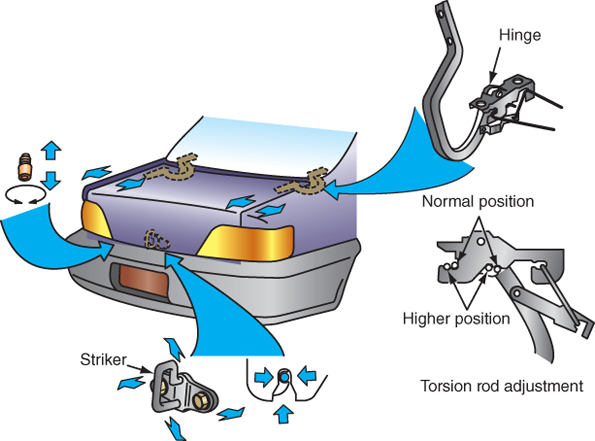 Hinge
Normal position
Higher position
Striker
Torsion rod adjustment